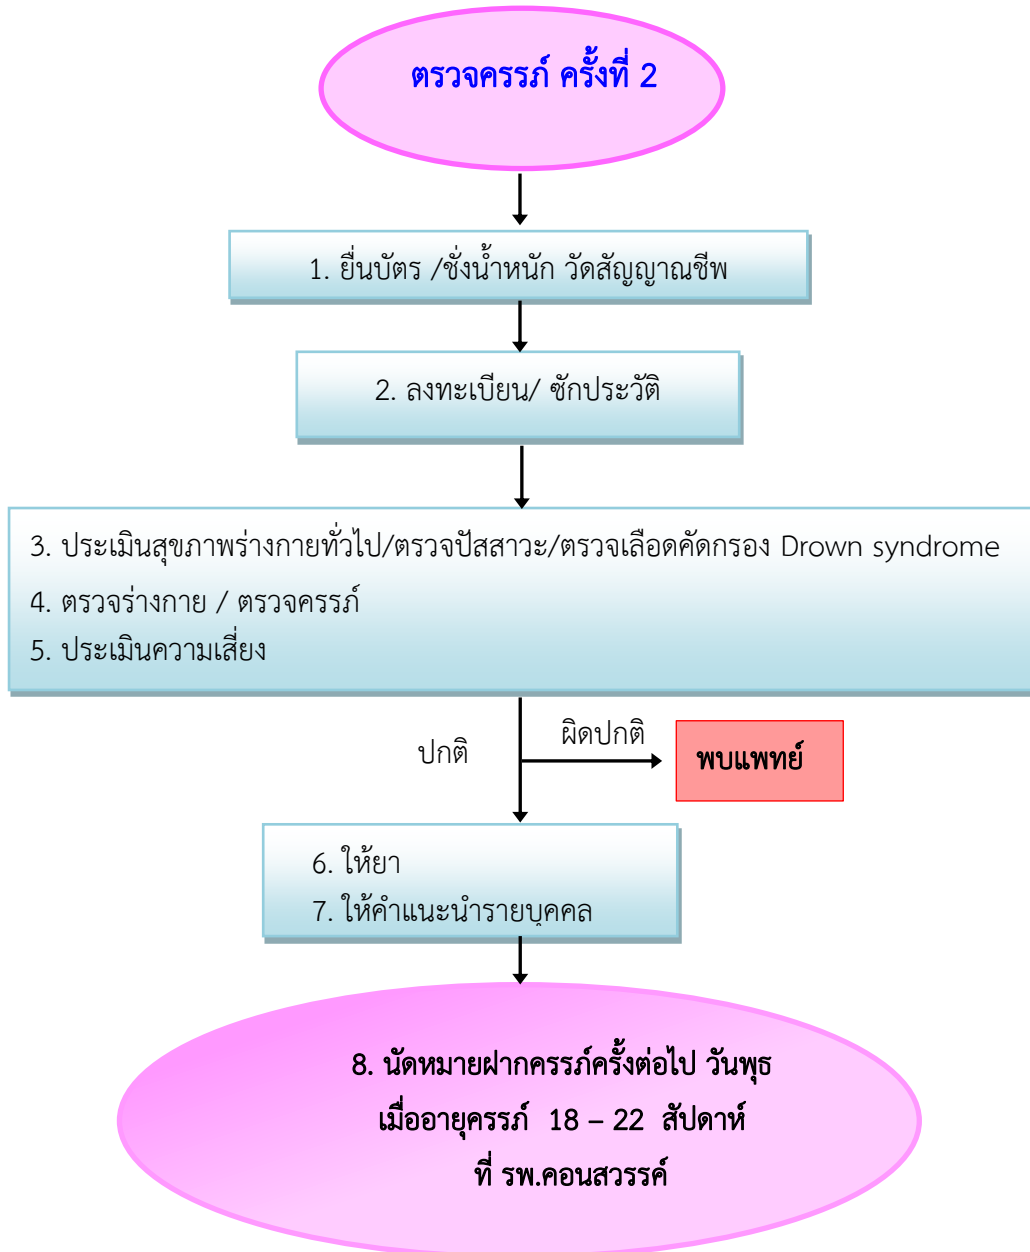 ตรวจครรภ์ ครั้งที่ 2
1. ยื่นบัตร /ชั่งน้ำหนัก วัดสัญญาณชีพ
2. ลงทะเบียน/ ซักประวัติ
3. ประเมินสุขภาพร่างกายทั่วไป/ตรวจปัสสาวะ/ตรวจเลือดคัดกรอง Drown syndrome
4. ตรวจร่างกาย / ตรวจครรภ์
5. ประเมินความเสี่ยง
ผิดปกติ
ปกติ
พบแพทย์
6. ให้ยา
7. ให้คำแนะนำรายบุคคล
8. นัดหมายฝากครรภ์ครั้งต่อไป วันพุธ
เมื่ออายุครรภ์ 18 – 22 สัปดาห์
ที่ รพ.คอนสวรรค์